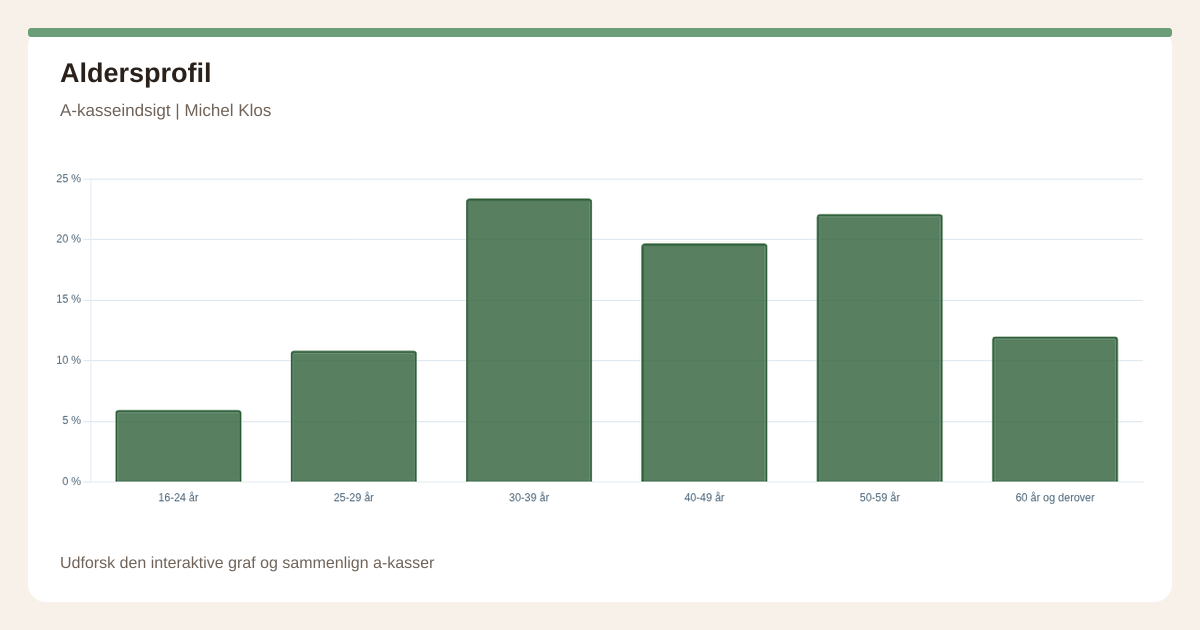 Aldersprofil
A-kasseindsigt | Michel Klos
25 %
20 %
15 %
10 %
5 %
0 %
16-24 år
25-29 år
30-39 år
40-49 år
50-59 år
60 år og derover
Udforsk den interaktive graf og sammenlign a-kasser